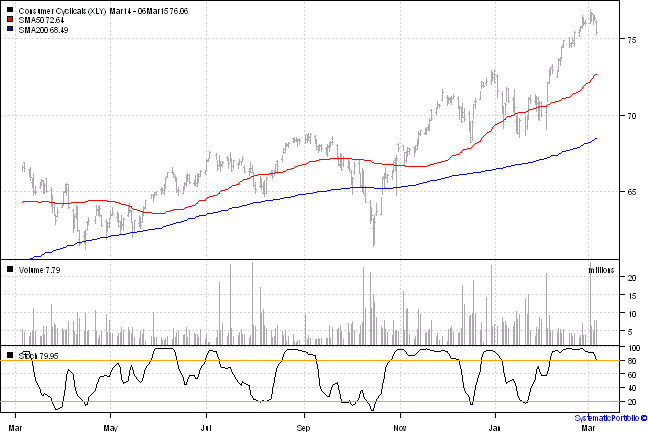 Consumer Cyclicals (XLY) Mar14 - 06Mar15 76.06
SMA50 72.64
SMA200 68.49
75
70
65
Volume 7.79
millions
20
15
10
5
Stoch 79.95
100
80
60
40
20
SystematicPortfolio ©
Mar May Jul Sep Nov Jan Mar